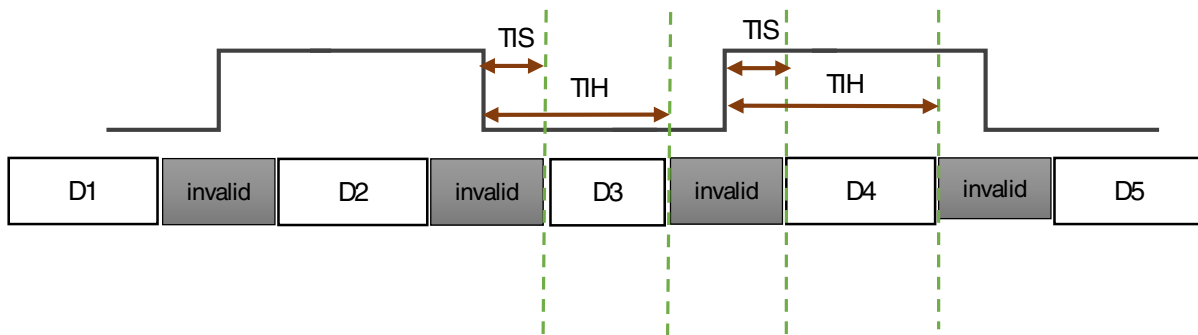 TIS
TIS
TIH
TIH
D1 invalid D2 invalid D3 invalid D4 invalid D5